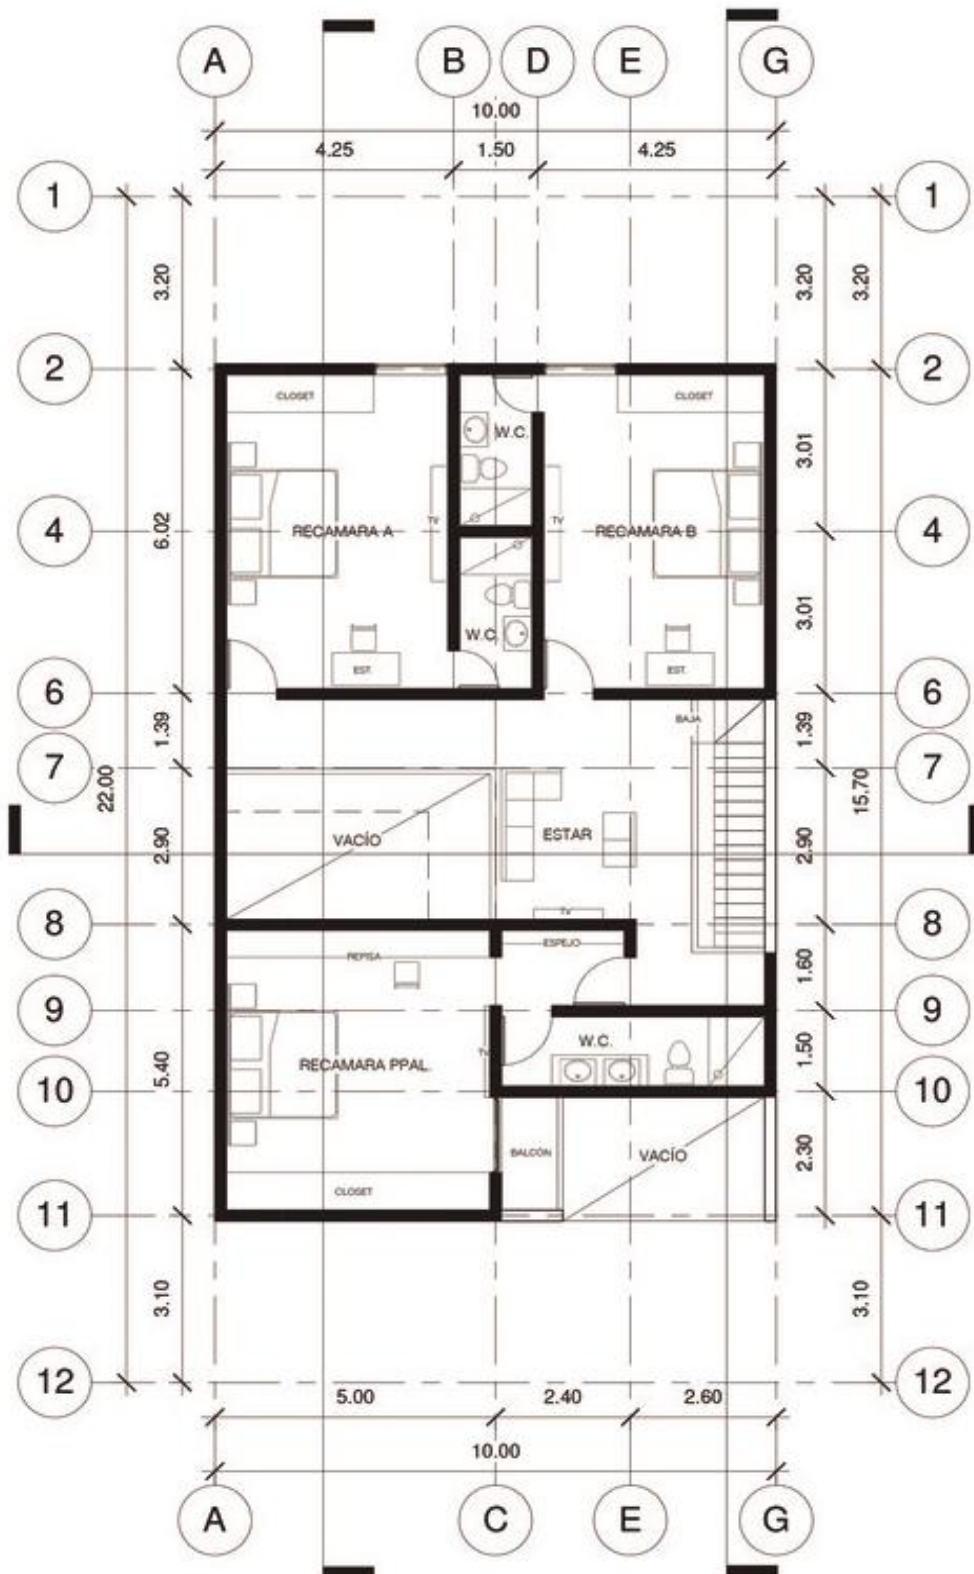 A B D E G
10.00
4.25 1.50 4.25
1 1
3.20 3.20 3.20
2 2
CLOSET CLOSET
W.C.
3.01
4 4
6.02
RECAMARA A TV TV RECAMARA B
3.01
W.C.
EST. EST.
6 6
1.39 BAJA 1.39
7 7
22.00 15.70
2.90 VACÍO ESTAR 2.90
TV
8 8
REPISA ESPEJO 1.60
9 9
W.C. 1.50
5.40 RECAMARA PPAL. TV
10 10
BALCÓN VACÍO 2.30
CLOSET
11 11
3.10 3.10
12 12
5.00 2.40 2.60
10.00
A C E G